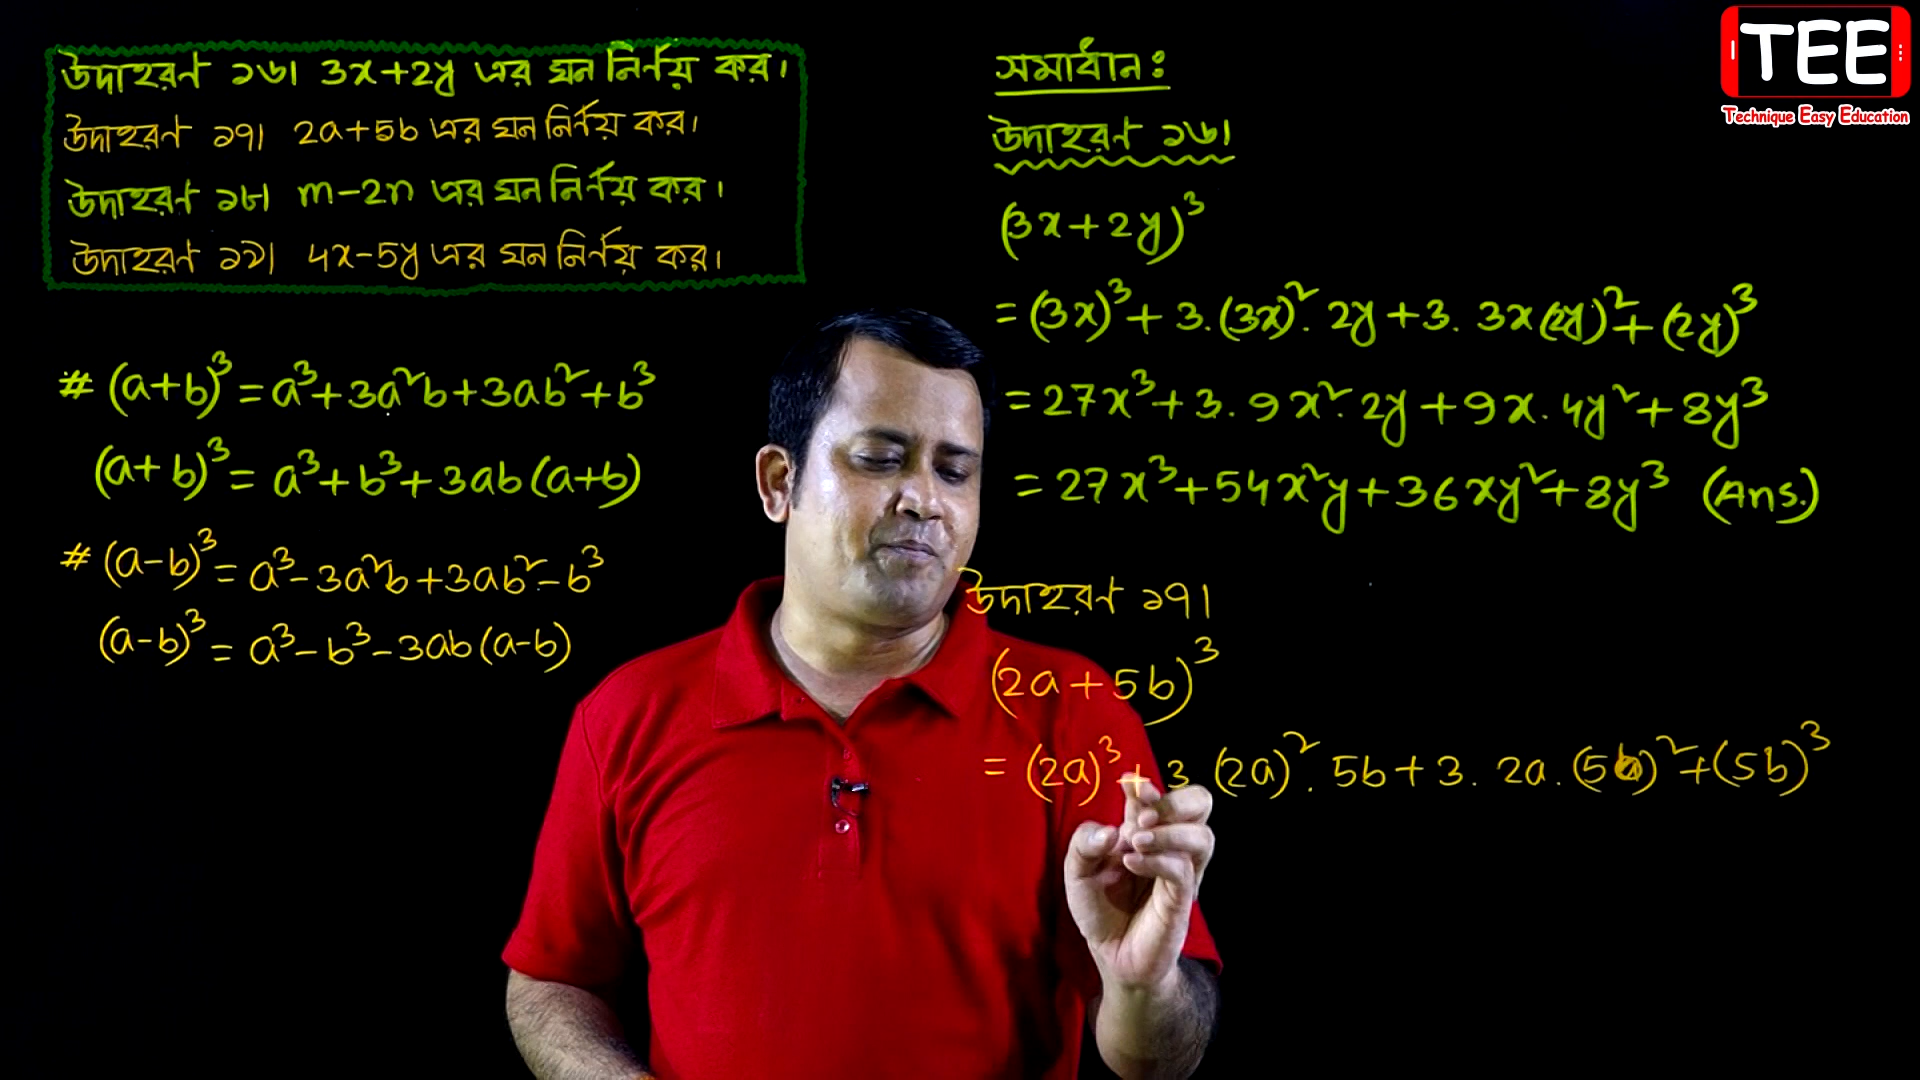 উদাহরণ ১৬। 3x+2y এর ঘন নির্ণয় কর।
উদাহরণ ১৭। 2a+5b এর ঘন নির্ণয় কর।
উদাহরণ ১৮। m-2n এর ঘন নির্ণয় কর।
উদাহরণ ১৯। 4x-5y এর ঘন নির্ণয় কর।
# (a+b)³ = a³+3a²b+3ab²+b³
(a+b)³ = a³+b³+3ab(a+b)
# (a-b)³ = a³-3a²b+3ab²-b³
(a-b)³ = a³-b³-3ab(a-b)
সমাধান:
উদাহরণ ১৬।
(3x+2y)³
= (3x)³+3.(3x)².2y+3. 3x(2y)²+(2y)³
= 27x³+3.9x².2y+9x.4y²+8y³
= 27x³+54x²y+36xy²+8y³ (Ans.)
উদাহরণ ১৭।
(2a+5b)³
= (2a)³+3.(2a)².5b+3.2a.(5b)²+(5b)³
TEE
Technique Easy Education